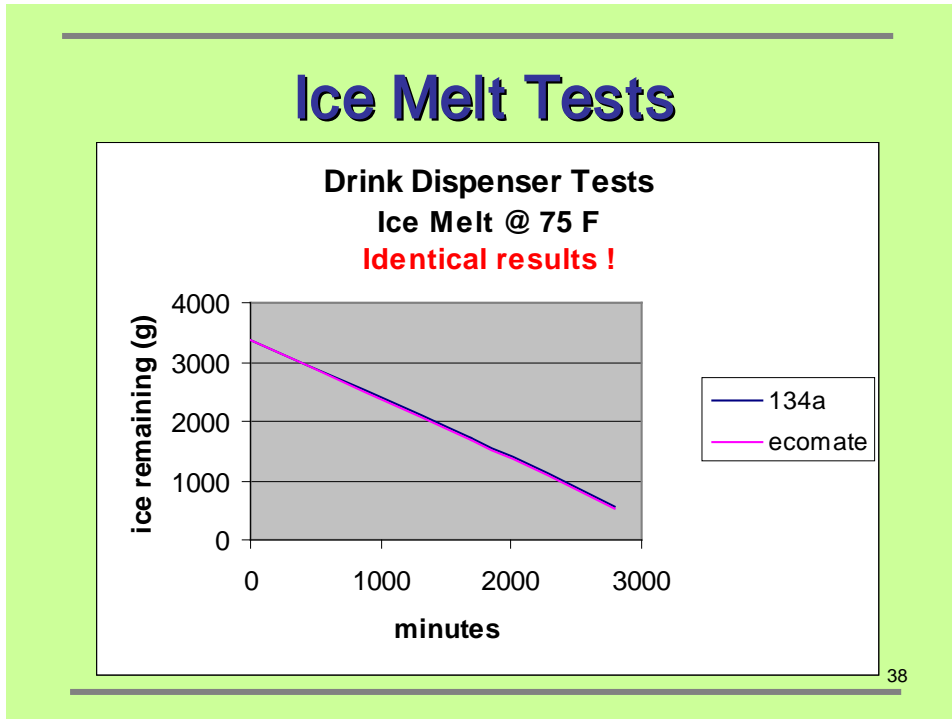 Ice Melt Tests
Drink Dispenser Tests
Ice Melt @ 75 F
Identical results !
4000
3000
2000
1000
0
ice remaining (g)
0 1000 2000 3000
minutes
134a
ecomate
38